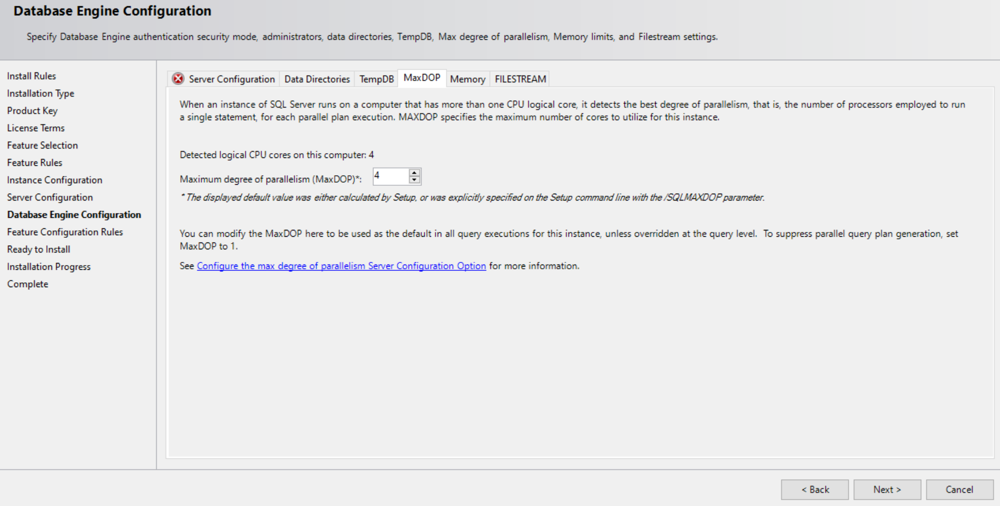 Database Engine Configuration
Specify Database Engine authentication security mode, administrators, data directories, TempDB, Max degree of parallelism, Memory limits, and Filestream settings.
Install Rules
Installation Type
Product Key
License Terms
Feature Selection
Feature Rules
Instance Configuration
Server Configuration
Database Engine Configuration
Feature Configuration Rules
Ready to Install
Installation Progress
Complete
Server Configuration Data Directories TempDB MaxDOP Memory FILESTREAM
When an instance of SQL Server runs on a computer that has more than one CPU logical core, it detects the best degree of parallelism, that is, the number of processors employed to run
a single statement, for each parallel plan execution. MAXDOP specifies the maximum number of cores to utilize for this instance.
Detected logical CPU cores on this computer: 4
Maximum degree of parallelism (MaxDOP)*: 4
* The displayed default value was either calculated by Setup, or was explicitly specified on the Setup command line with the /SQLMAXDOP parameter.
You can modify the MaxDOP here to be used as the default in all query executions for this instance, unless overridden at the query level. To suppress parallel query plan generation, set
MaxDOP to 1.
See Configure the max degree of parallelism Server Configuration Option for more information.
< Back Next > Cancel